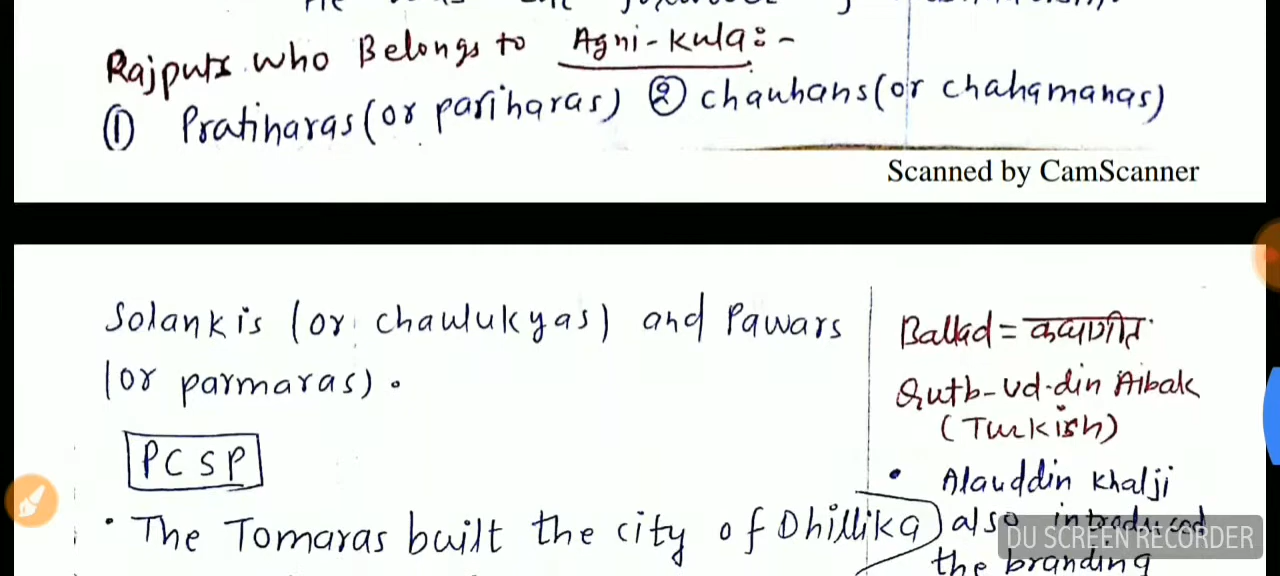 Rajputs who Belongs to Agni-kula:-
① Pratiharas (or pariharas) ② chauhans (or chahamanas)
Scanned by CamScanner
Solankis (or chaulukyas) and Pawars
(or parmaras).
PCSP
• The Tomaras built the city of Dhillika
Ballad = कथागीत
Qutb-ud-din Aibak
(Turkish)
• Alauddin khalji
also introduced
the branding
DU SCREEN RECORDER